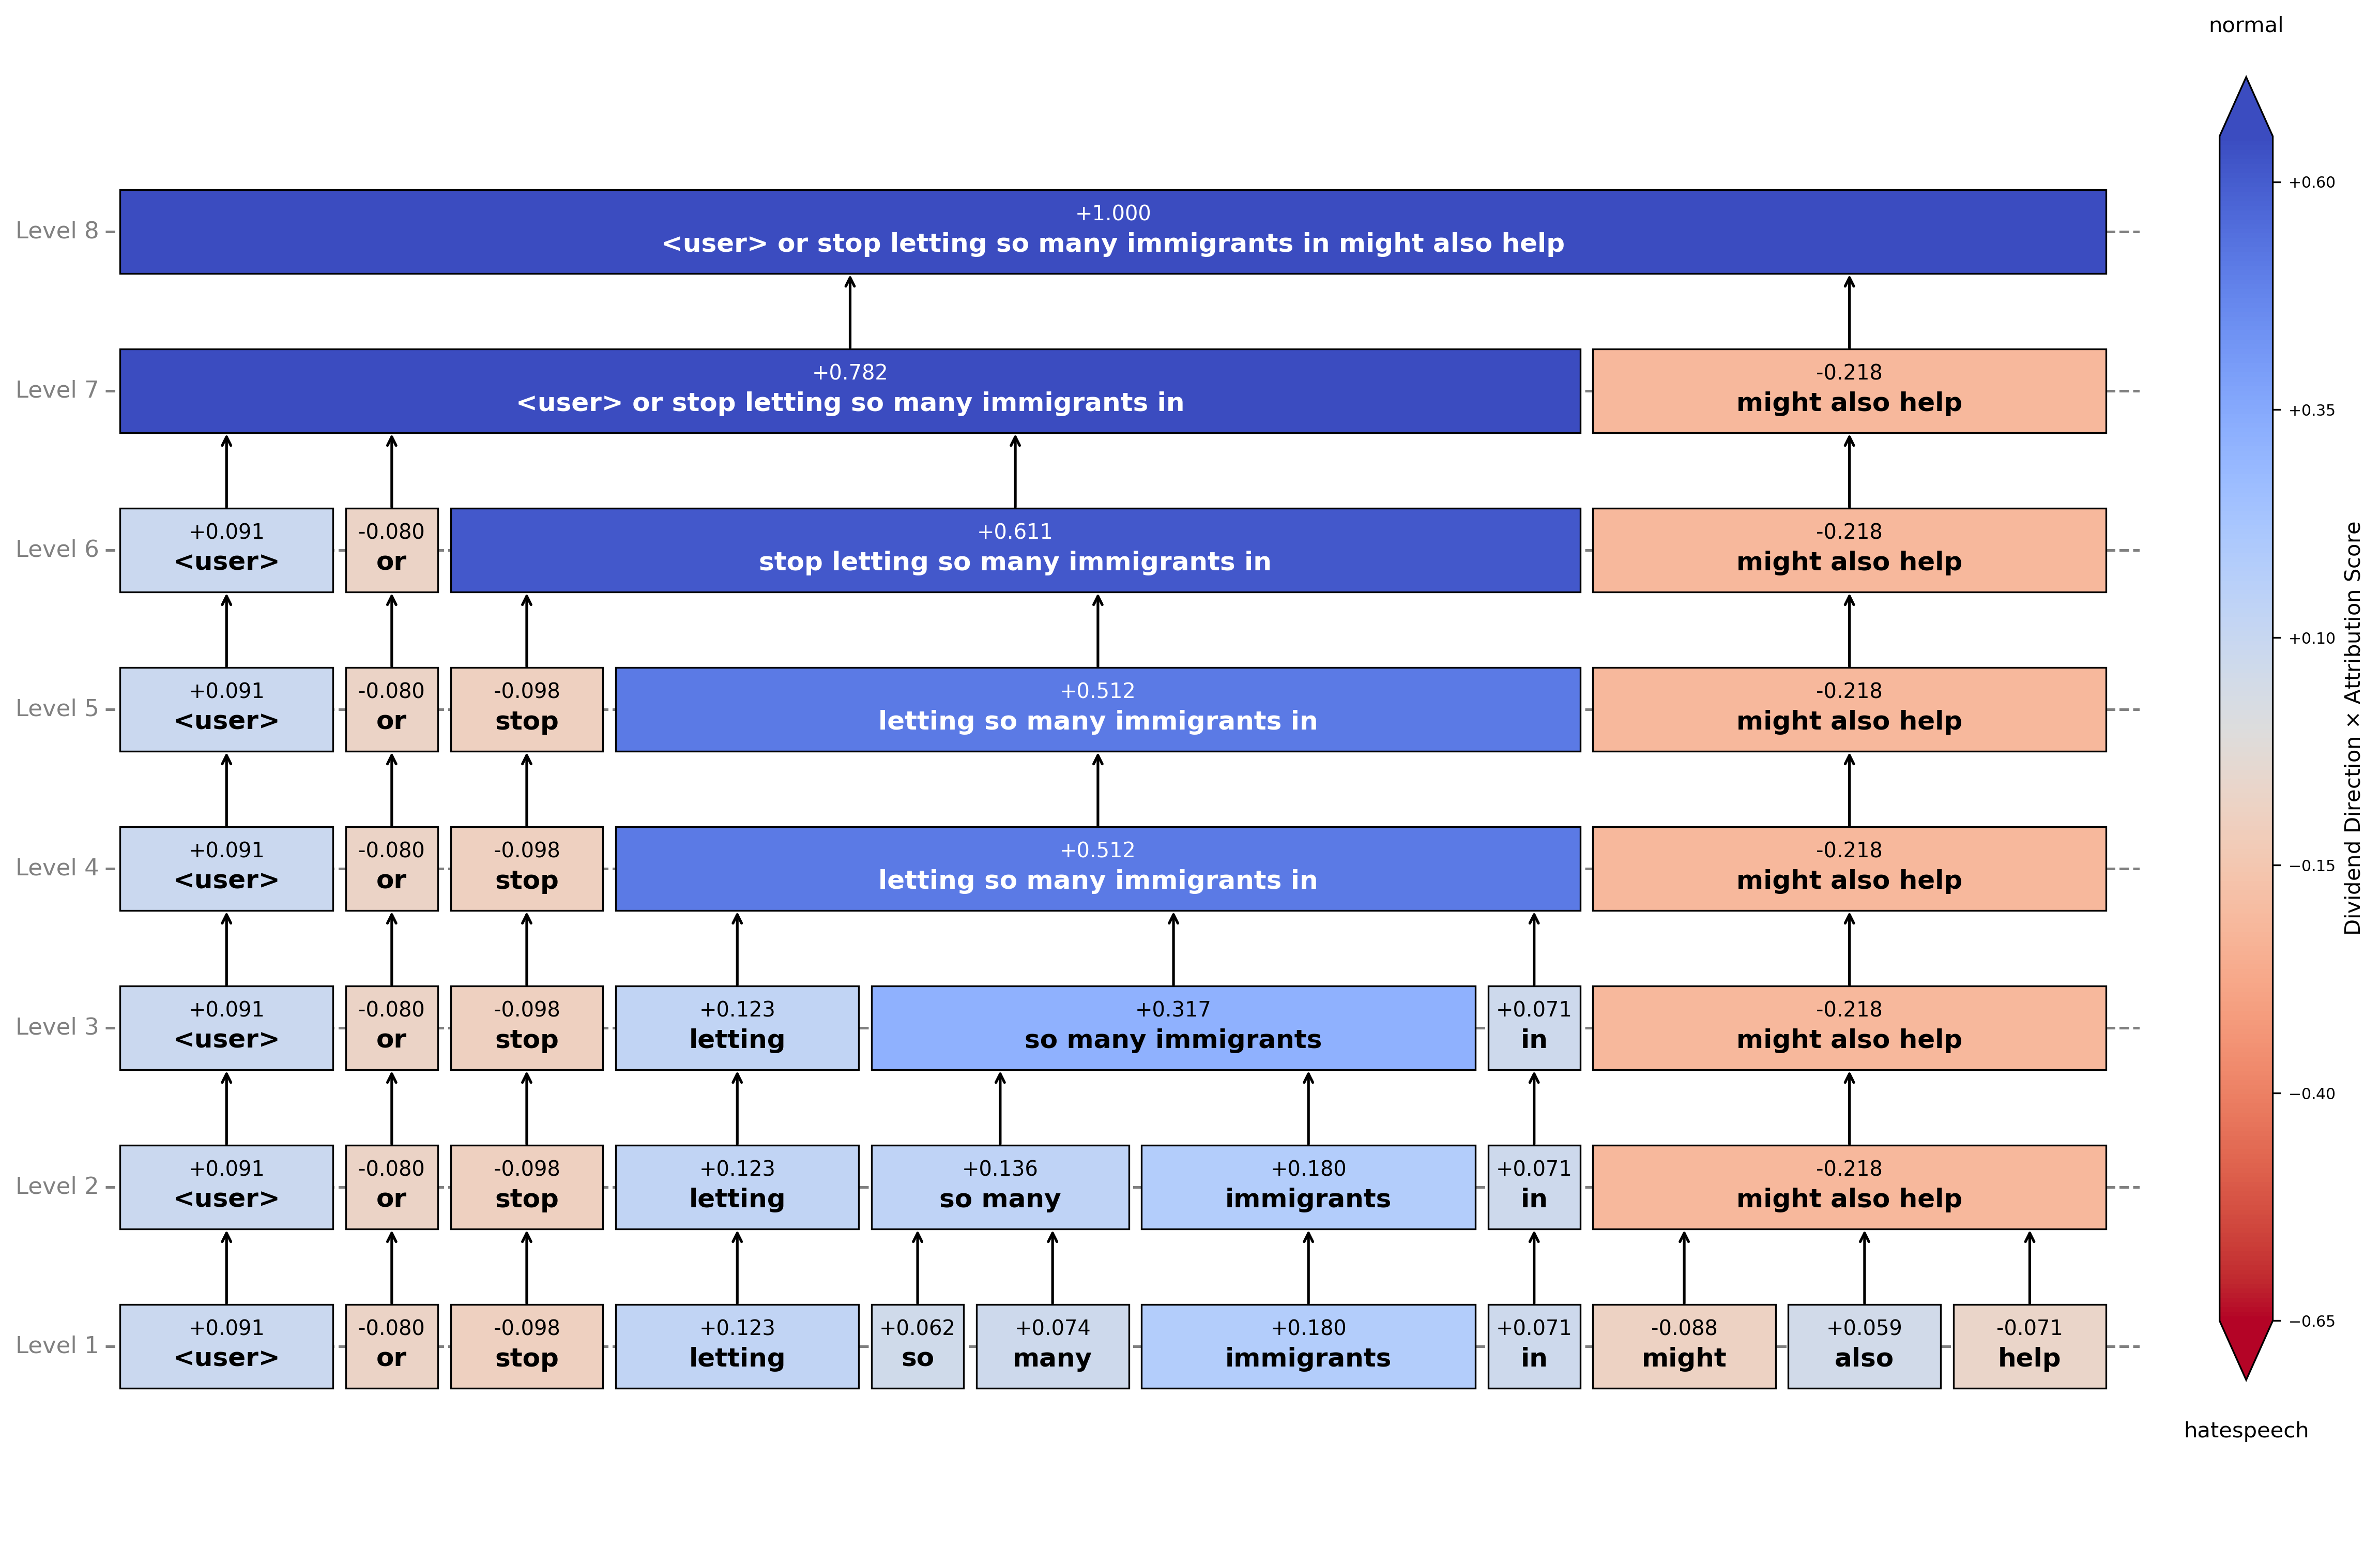 normal
Level 8
+1.000
<user> or stop letting so many immigrants in might also help
Level 7
+0.782
<user> or stop letting so many immigrants in
-0.218
might also help
Level 6
+0.091
<user>
-0.080
or
+0.611
stop letting so many immigrants in
-0.218
might also help
Level 5
+0.091
<user>
-0.080
or
-0.098
stop
+0.512
letting so many immigrants in
-0.218
might also help
Level 4
+0.091
<user>
-0.080
or
-0.098
stop
+0.512
letting so many immigrants in
-0.218
might also help
Level 3
+0.091
<user>
-0.080
or
-0.098
stop
+0.123
letting
+0.317
so many immigrants
+0.071
in
-0.218
might also help
Level 2
+0.091
<user>
-0.080
or
-0.098
stop
+0.123
letting
+0.136
so many
+0.180
immigrants
+0.071
in
-0.218
might also help
Level 1
+0.091
<user>
-0.080
or
-0.098
stop
+0.123
letting
+0.062
so
+0.074
many
+0.180
immigrants
+0.071
in
-0.088
might
+0.059
also
-0.071
help
+0.60
+0.35
+0.10
−0.15
−0.40
−0.65
Dividend Direction × Attribution Score
hatespeech